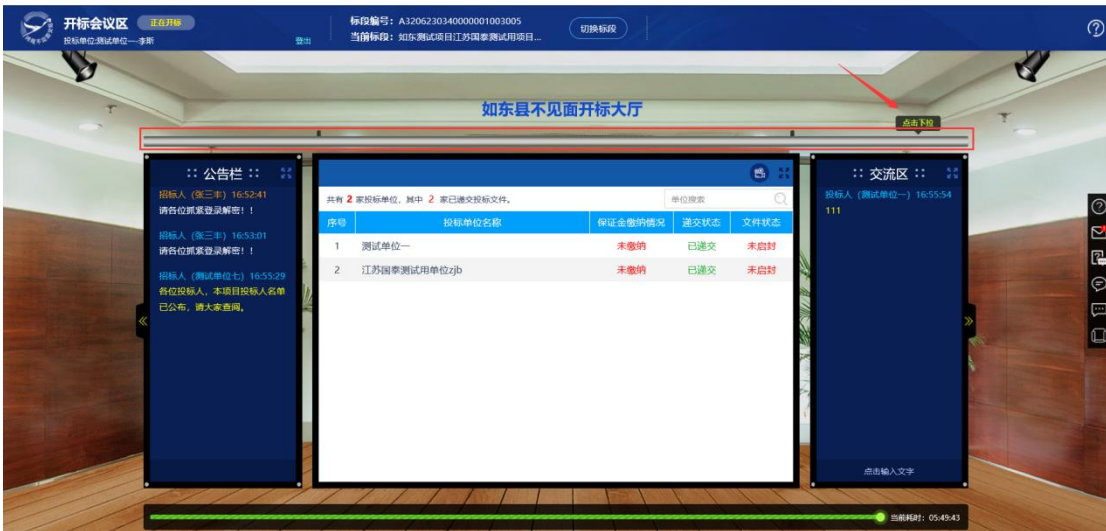 开标会议区 正在开标
投标单位:测试单位一-李斯 登出
标段编号：A3206230340000001003005
当前标段：如东测试项目江苏国泰测试用项目...
切换标段
如东县不见面开标大厅
点击下拉
:: 公告栏 ::
招标人（张三丰）16:52:41
请各位抓紧登录解密！！
招标人（张三丰）16:53:01
请各位抓紧登录解密！！
招标人（测试单位七）16:55:29
各位投标人，本项目投标人名单
已公布，请大家查阅。
共有 2 家投标单位，其中 2 家已递交投标文件。 单位搜索
序号 投标单位名称 保证金缴纳情况 递交状态 文件状态
1 测试单位一 未缴纳 已递交 未启封
2 江苏国泰测试用单位zjb 未缴纳 已递交 未启封
:: 交流区 ::
投标人（测试单位一）16:55:54
111
点击输入文字
当前耗时：05:49:43